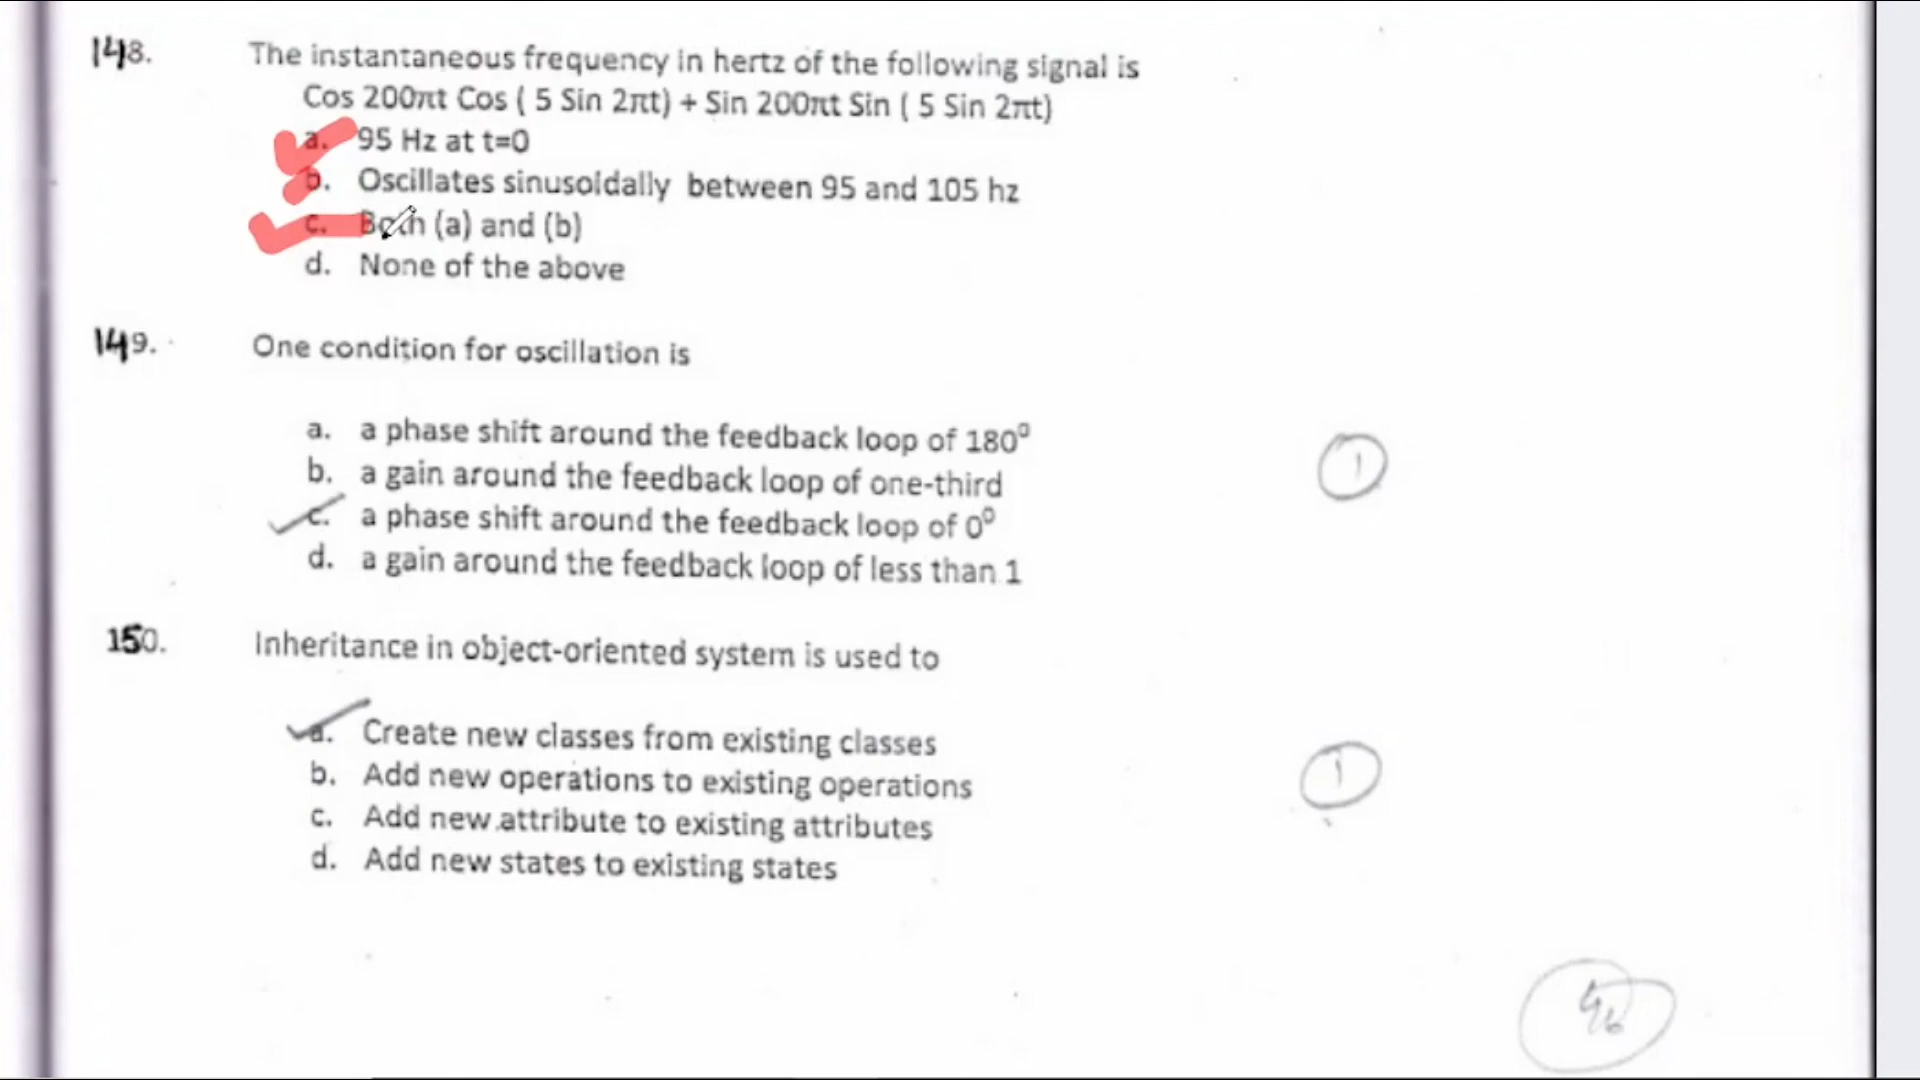 148. The instantaneous frequency in hertz of the following signal is
Cos 200πt Cos ( 5 Sin 2πt) + Sin 200πt Sin ( 5 Sin 2πt)
a. 95 Hz at t=0
b. Oscillates sinusoidally between 95 and 105 hz
c. Both (a) and (b)
d. None of the above
149. One condition for oscillation is
a. a phase shift around the feedback loop of 180⁰
b. a gain around the feedback loop of one-third
1
c. a phase shift around the feedback loop of 0⁰
d. a gain around the feedback loop of less than 1
150. Inheritance in object-oriented system is used to
a. Create new classes from existing classes
b. Add new operations to existing operations
1
c. Add new attribute to existing attributes
d. Add new states to existing states